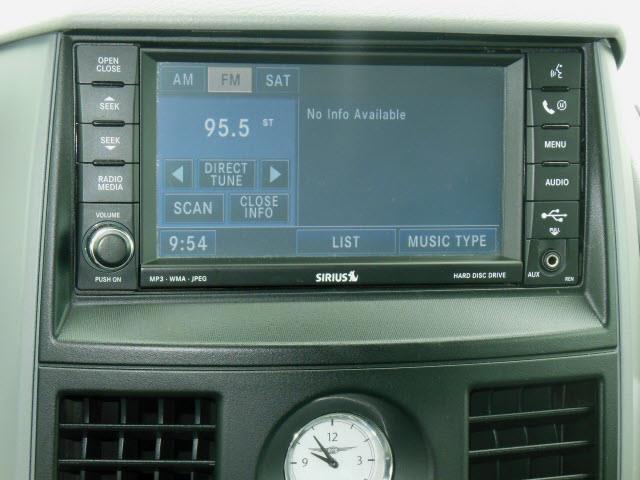 OPEN
CLOSE
SEEK
SEEK
RADIO
MEDIA
VOLUME
PUSH ON
AM FM SAT
95.5 ST
DIRECT
TUNE
SCAN
CLOSE
INFO
9:54
No Info Available
LIST
MUSIC TYPE
MP3 · WMA · JPEG
SIRIUS
HARD DISC DRIVE
MENU
AUDIO
PULL
AUX
REN
12
9
3